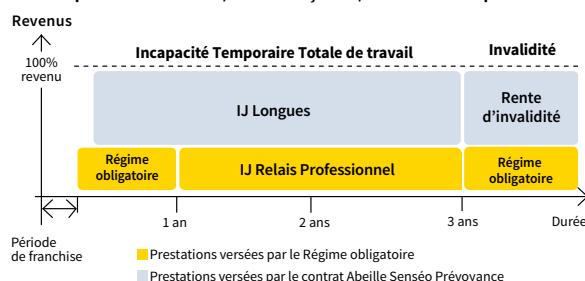 Revenus
Incapacité Temporaire Totale de travail
Invalidité
100%
revenu
IJ Longues
Rente
d’invalidité
Régime
obligatoire
IJ Relais Professionnel
Régime
obligatoire
1 an
2 ans
3 ans
Durée
Période
de franchise
Prestations versées par le Régime obligatoire
Prestations versées par le contrat Abeille Senséo Prévoyance